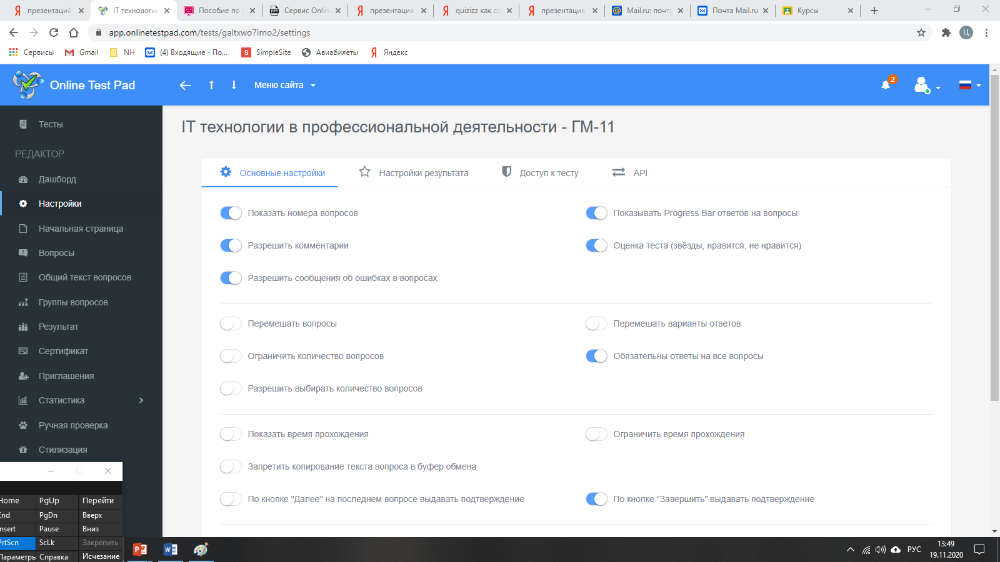 презентаций
IT технологии
Пособие по с
Сервис Onlin
презентация
quizizz как со
презентация
Mail.ru: почта
Почта Mail.ru
Курсы
app.onlinetestpad.com/tests/galtxwo7irno2/settings
Ц
Сервисы
Gmail
NH
(4) Входящие - По...
SimpleSite
Авиабилеты
Яндекс
Online Test Pad
Меню сайта
2
Тесты
РЕДАКТОР
Дашборд
Настройки
Начальная страница
Вопросы
Общий текст вопросов
Группы вопросов
Результат
Сертификат
Приглашения
Статистика
Ручная проверка
Стилизация
IT технологии в профессиональной деятельности - ГМ-11
Основные настройки
Настройки результата
Доступ к тесту
API
Показать номера вопросов
Показывать Progress Bar ответов на вопросы
Разрешить комментарии
Оценка теста (звёзды, нравится, не нравится)
Разрешить сообщения об ошибках в вопросах
Перемешать вопросы
Перемешать варианты ответов
Ограничить количество вопросов
Обязательны ответы на все вопросы
Разрешить выбирать количество вопросов
Показать время прохождения
Ограничить время прохождения
Запретить копирование текста вопроса в буфер обмена
По кнопке "Далее" на последнем вопросе выдавать подтверждение
По кнопке "Завершить" выдавать подтверждение
Home PgUp Перейти
End PgDn Вверх
Insert Pause Вниз
PrtScn ScLk Закрепить
Параметры Справка Исчезание
РУС
13:49
19.11.2020